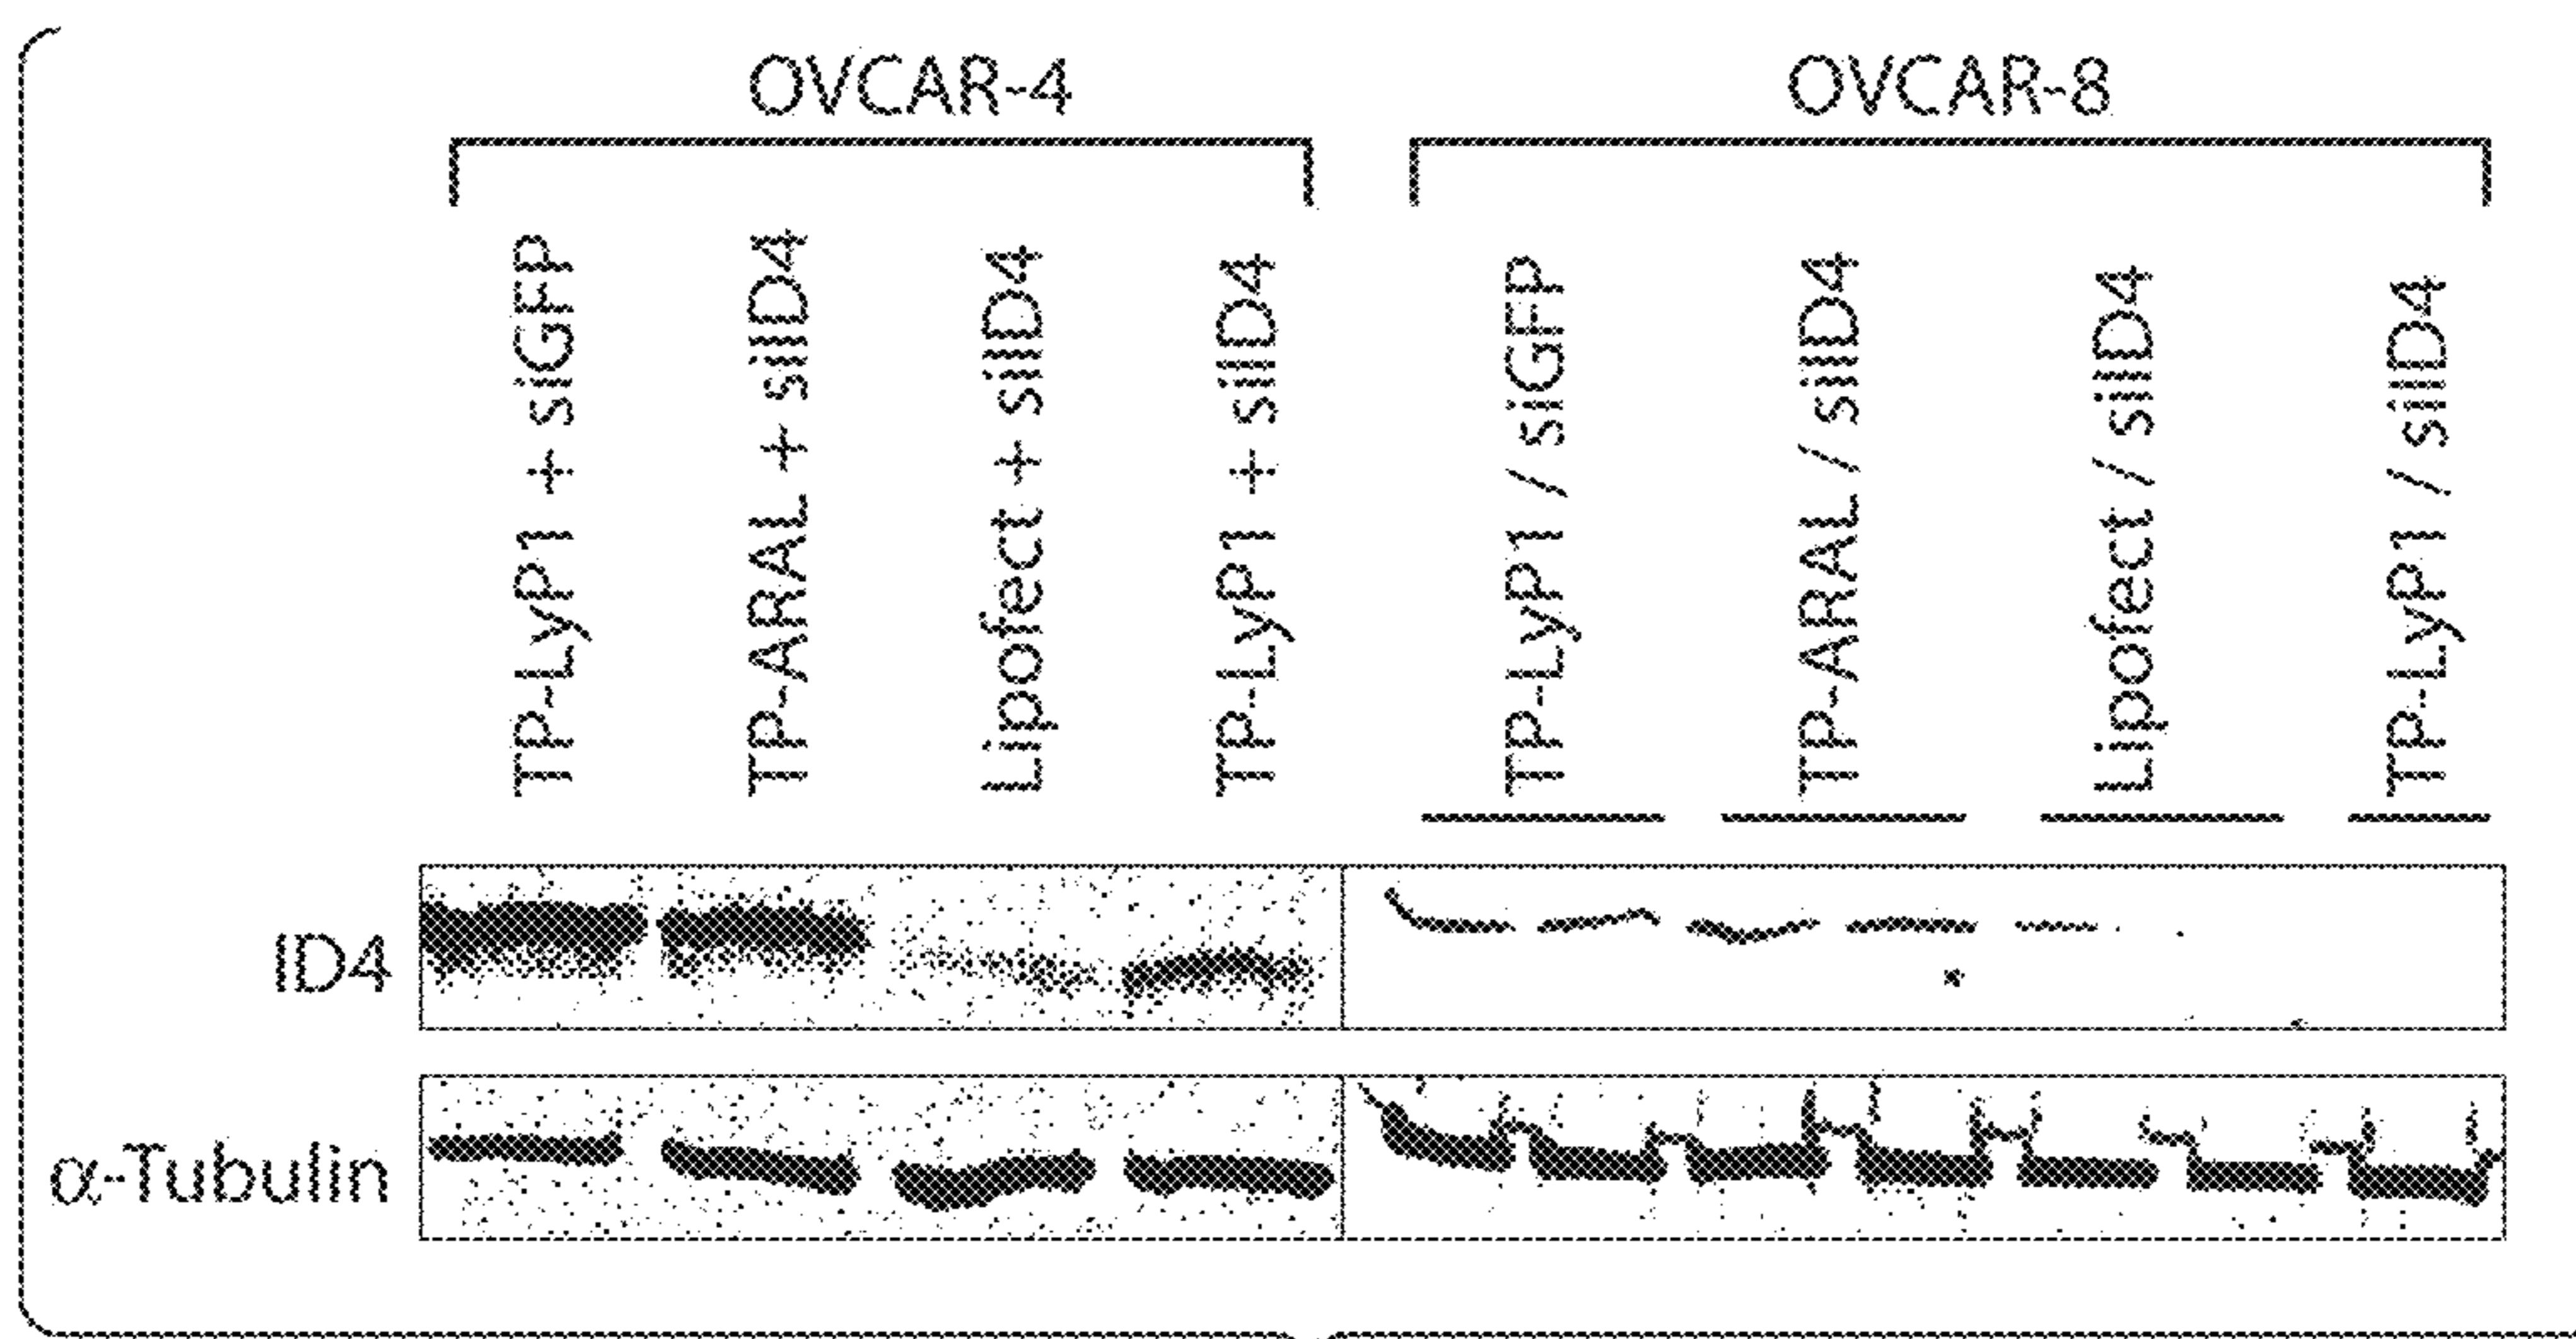 OVCAR-4
OVCAR-8
TP-LyP1 + siGFP
TP-ARAL + siID4
Lipofect + siID4
TP-LyP1 + siID4
TP-LyP1 / siGFP
TP-ARAL / siID4
Lipofect / siID4
TP-LyP1 / siID4
ID4
α-Tubulin